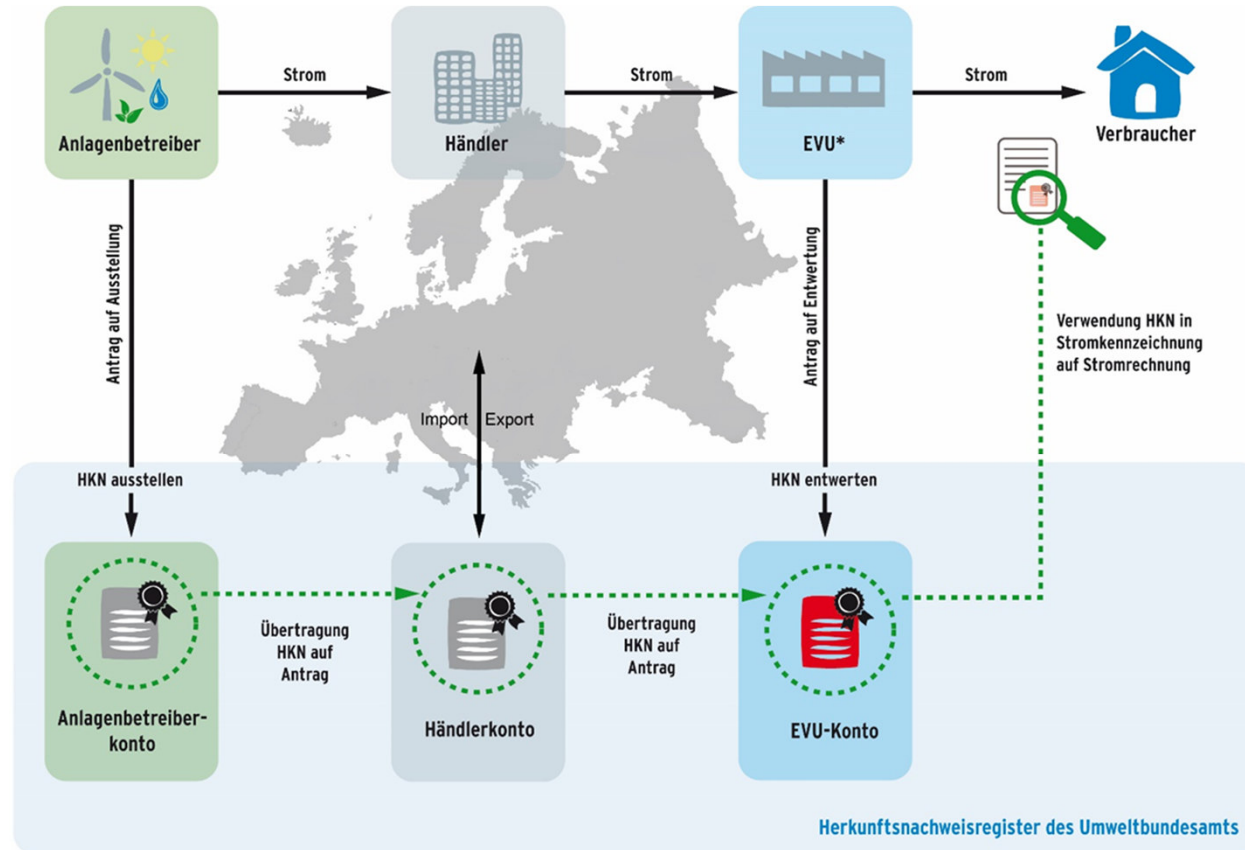 Strom
Strom
Strom
Anlagenbetreiber
Händler
EVU*
Verbraucher
Antrag auf Ausstellung
Antrag auf Entwertung
Verwendung HKN in
Stromkennzeichnung
auf Stromrechnung
Import
Export
HKN ausstellen
HKN entwerten
Übertragung
HKN auf
Antrag
Übertragung
HKN auf
Antrag
Anlagenbetreiber-
konto
Händlerkonto
EVU-Konto
Herkunftsnachweisregister des Umweltbundesamts